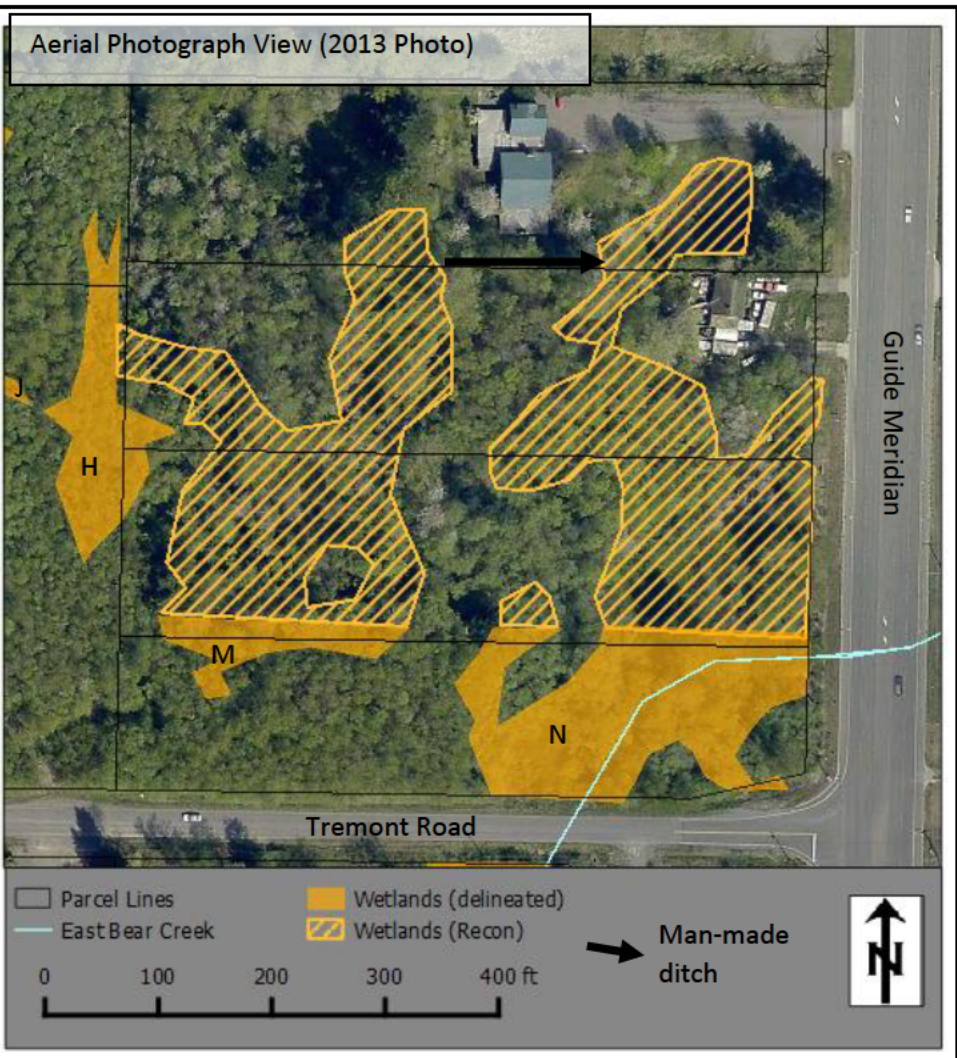 Aerial Photograph View (2013 Photo)
J
H
Guide Meridian
M
N
Tremont Road
Parcel Lines
East Bear Creek
Wetlands (delineated)
Wetlands (Recon)
Man-made
ditch
0 100 200 300 400 ft
N